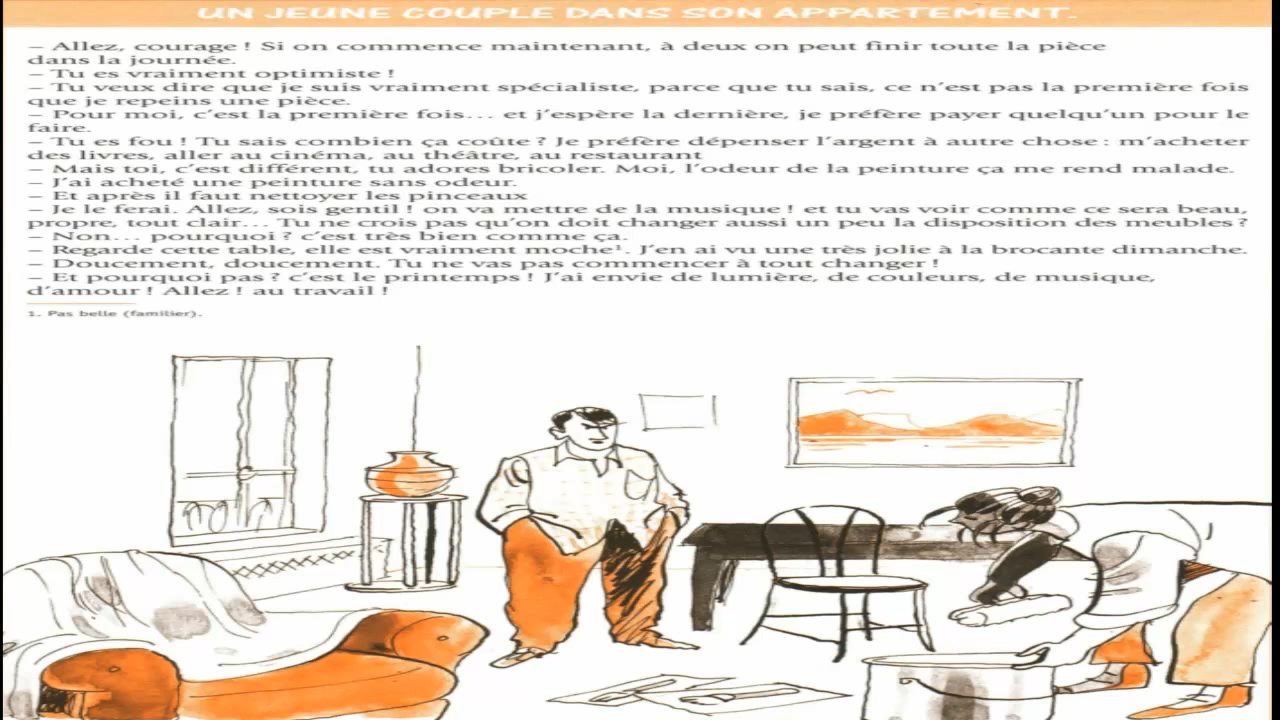 UN JEUNE COUPLE DANS SON APPARTEMENT.
– Allez, courage ! Si on commence maintenant, à deux on peut finir toute la pièce
dans la journée.
– Tu es vraiment optimiste !
– Tu veux dire que je suis vraiment spécialiste, parce que tu sais, ce n'est pas la première fois
que je repeins une pièce.
– Pour moi, c'est la première fois… et j'espère la dernière, je préfère payer quelqu'un pour le
faire.
– Tu es fou ! Tu sais combien ça coûte ? Je préfère dépenser l'argent à autre chose : m'acheter
des livres, aller au cinéma, au théâtre, au restaurant
– Mais toi, c'est différent, tu adores bricoler. Moi, l'odeur de la peinture ça me rend malade.
– J'ai acheté une peinture sans odeur.
– Et après il faut nettoyer les pinceaux
– Je le ferai. Allez, sois gentil ! on va mettre de la musique ! et tu vas voir comme ce sera beau,
propre, tout clair… Tu ne crois pas qu'on doit changer aussi un peu la disposition des meubles ?
– Non… pourquoi ? c'est très bien comme ça.
– Regarde cette table, elle est vraiment moche¹. J'en ai vu une très jolie à la brocante dimanche.
– Doucement, doucement. Tu ne vas pas commencer à tout changer !
– Et pourquoi pas ? c'est le printemps ! J'ai envie de lumière, de couleurs, de musique,
d'amour ! Allez ! au travail !
1. Pas belle (familier).